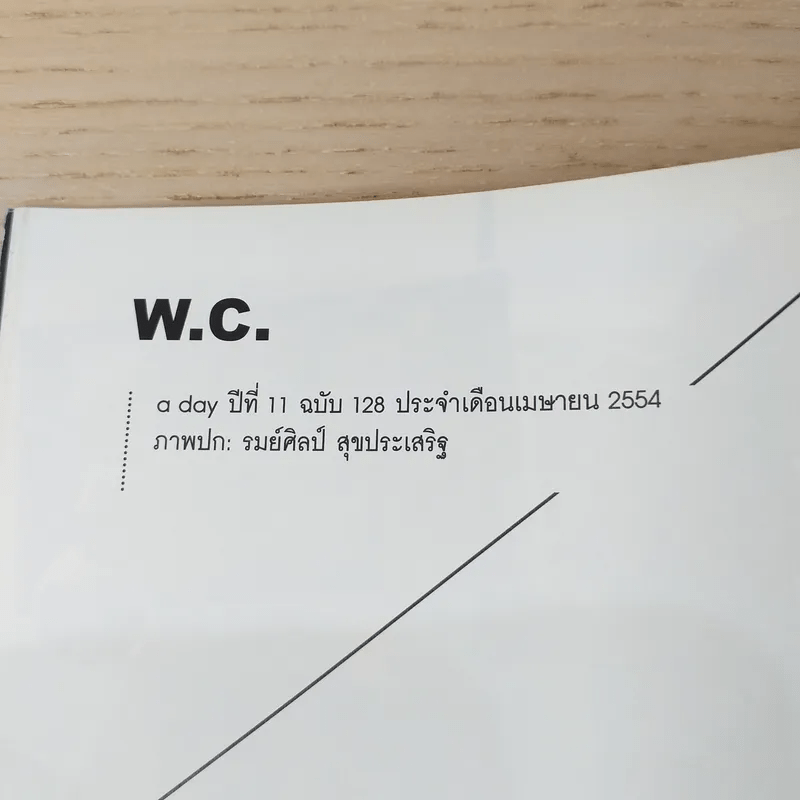 W.C.
a day ปีที่ 11 ฉบับ 128 ประจำเดือนเมษายน 2554
ภาพปก: รมย์ศิลป์ สุขประเสริฐ